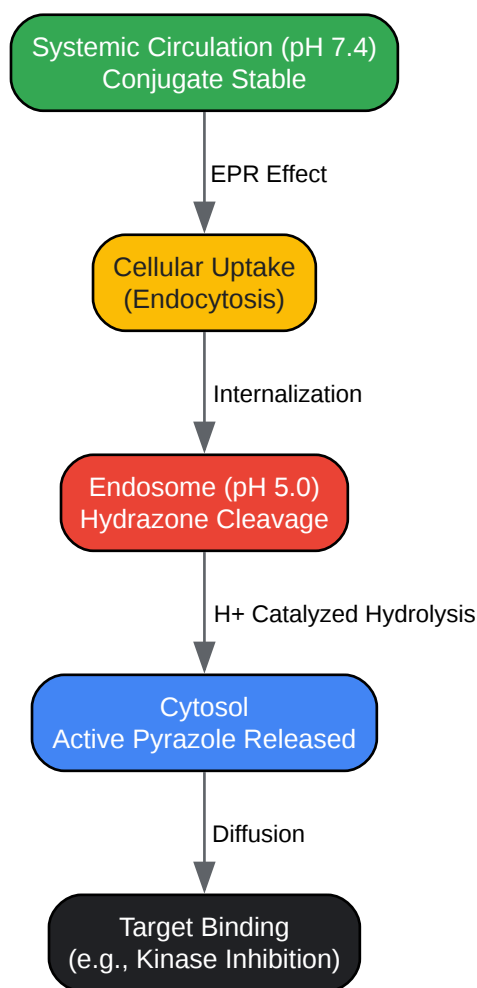 Systemic Circulation (pH 7.4)
Conjugate Stable
EPR Effect
Cellular Uptake
(Endocytosis)
Internalization
Endosome (pH 5.0)
Hydrazone Cleavage
H+ Catalyzed Hydrolysis
Cytosol
Active Pyrazole Released
Diffusion
Target Binding
(e.g., Kinase Inhibition)